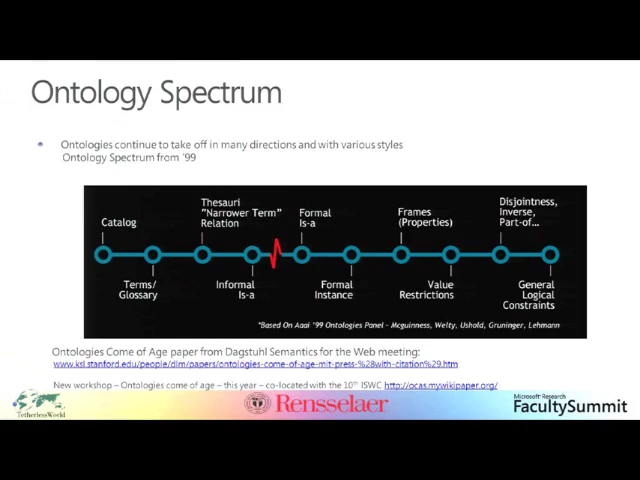 Ontology Spectrum
Ontologies continue to take off in many directions and with various styles
Ontology Spectrum from '99
Catalog
Thesauri
"Narrower Term"
Relation
Formal
Is-a
Frames
(Properties)
Disjointness,
Inverse,
Part-of...
Terms/
Glossary
Informal
Is-a
Formal
Instance
Value
Restrictions
General
Logical
Constraints
*Based On Aaai '99 Ontologies Panel - Mcguinness, Welty, Ushold, Gruninger, Lehmann
Ontologies Come of Age paper from Dagstuhl Semantics for the Web meeting:
www.ksl.stanford.edu/people/dlm/papers/ontologies-come-of-age-mit-press-%28with-citation%29.htm
New workshop – Ontologies come of age – this year – co-located with the 10th ISWC http://ocas.mywikipaper.org/
TetherlessWorld
Rensselaer
Microsoft Research
FacultySummit